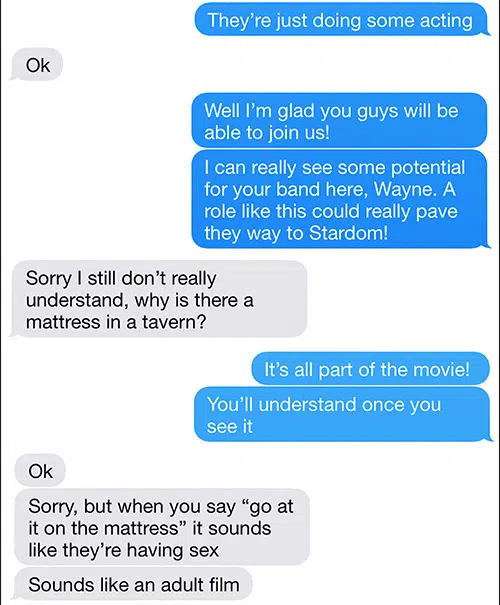 They're just doing some acting
Ok
Well I'm glad you guys will be
able to join us!
I can really see some potential
for your band here, Wayne. A
role like this could really pave
they way to Stardom!
Sorry I still don't really
understand, why is there a
mattress in a tavern?
It's all part of the movie!
You'll understand once you
see it
Ok
Sorry, but when you say “go at
it on the mattress” it sounds
like they're having sex
Sounds like an adult film